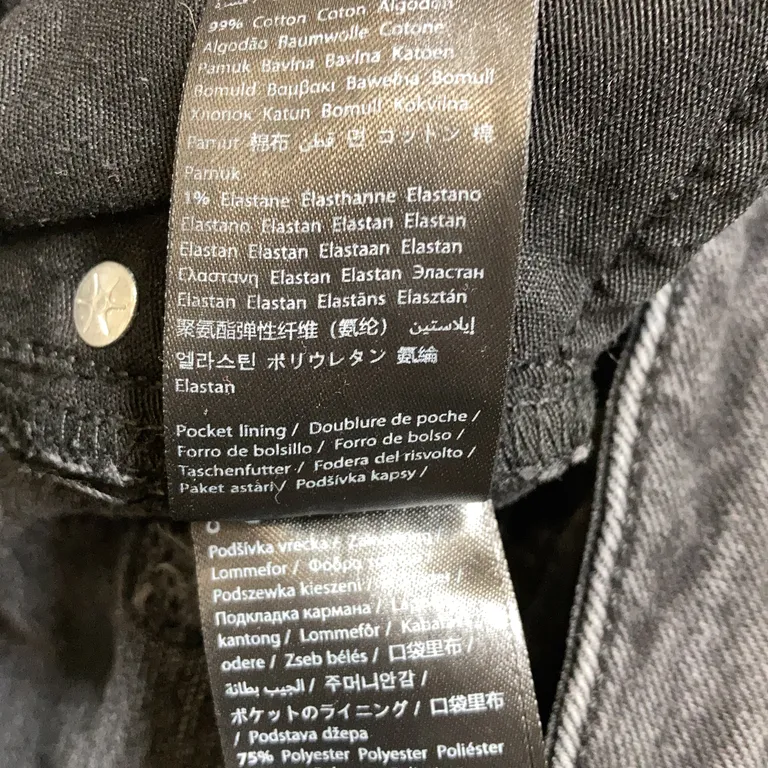 99% Cotton Coton Algodón
Algodão Baumwolle Cotone
Pamuk Bavlna Bavlna Katoen
Bomuld Βαμβακι Bawełna Bomull
Хлопок Katun Bomull Kokvilna
Pamut 棉布 قطن 면 コットン 棉
Pamuk
1% Elastane Élasthanne Elastano
Elastano Elastan Elastan Elastan
Elastan Elastan Elastaan Elastan
Ελαστανη Elastan Elastan Эластан
Elastan Elastan Elastāns Elasztán
聚氨酯弹性纤维（氨纶） إيلاستين
엘라스틴 ポリウレタン 氨綸
Elastan
Pocket lining / Doublure de poche /
Forro de bolsillo / Forro de bolso /
Taschenfutter / Fodera del risvolto /
Paket astarı / Podšívka kapsy /
Podšívka vrecka /
Lommefor /
Podszewka kieszeni /
Подкладка кармана /
kantong / Lommefôr /
odere / Zseb bélés / 口袋里布 /
بطانة الجيب / 주머니안감 /
ポケットのライニング / 口袋里布
/ Podstava džepa
75% Polyester Polyester Poliéster